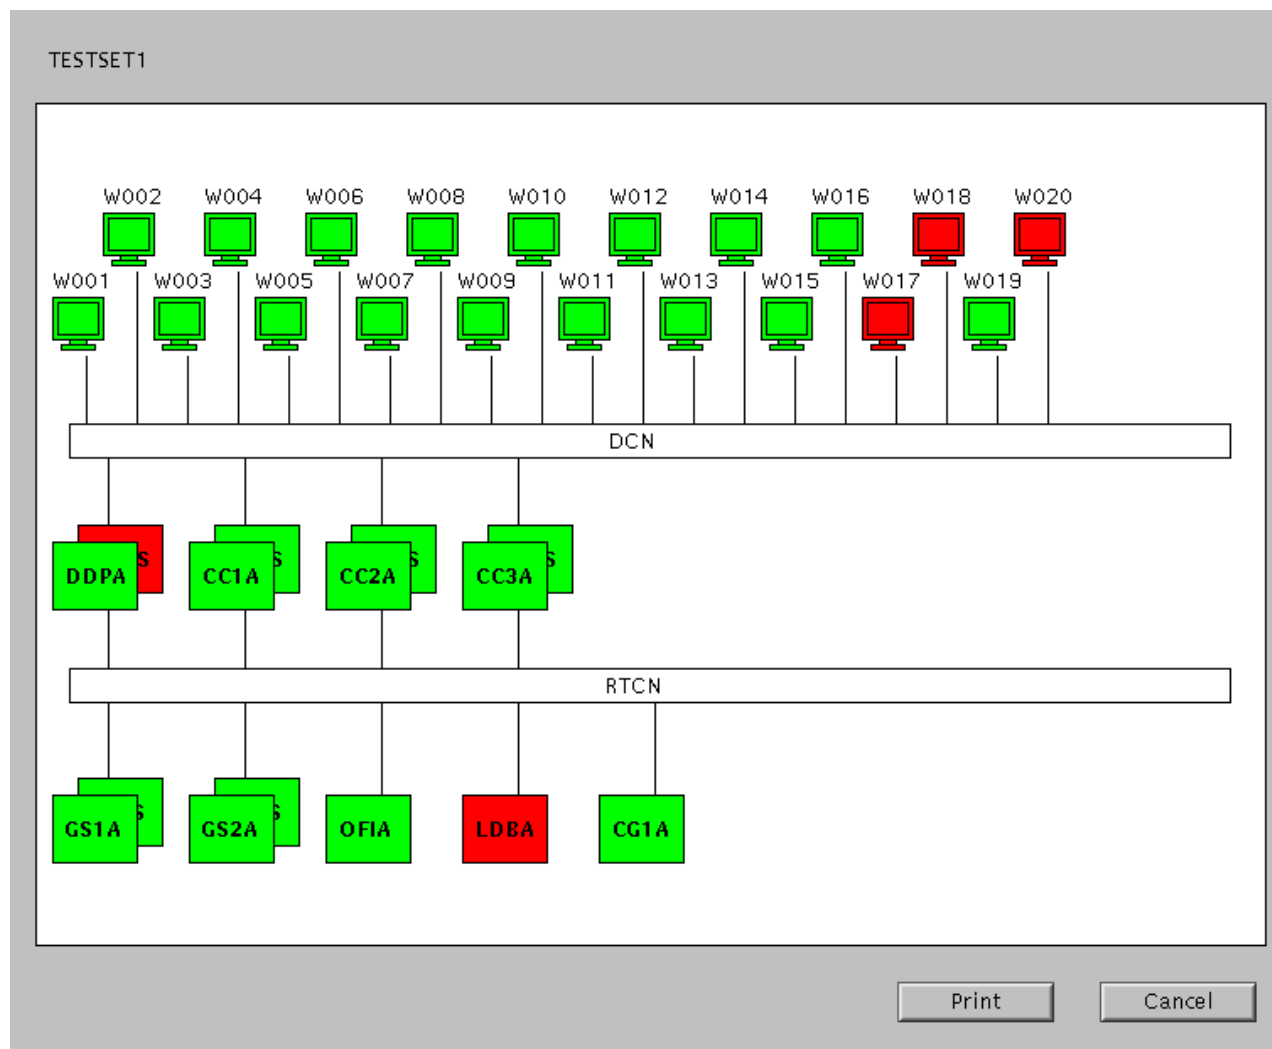 TESTSET1
W002 W004 W006 W008 W010 W012 W014 W016 W018 W020
W001 W003 W005 W007 W009 W011 W013 W015 W017 W019
DCN
DDPA S CC1A S CC2A S CC3A S
RTCN
GS1A S GS2A S OFIA LDBA CG1A
Print Cancel